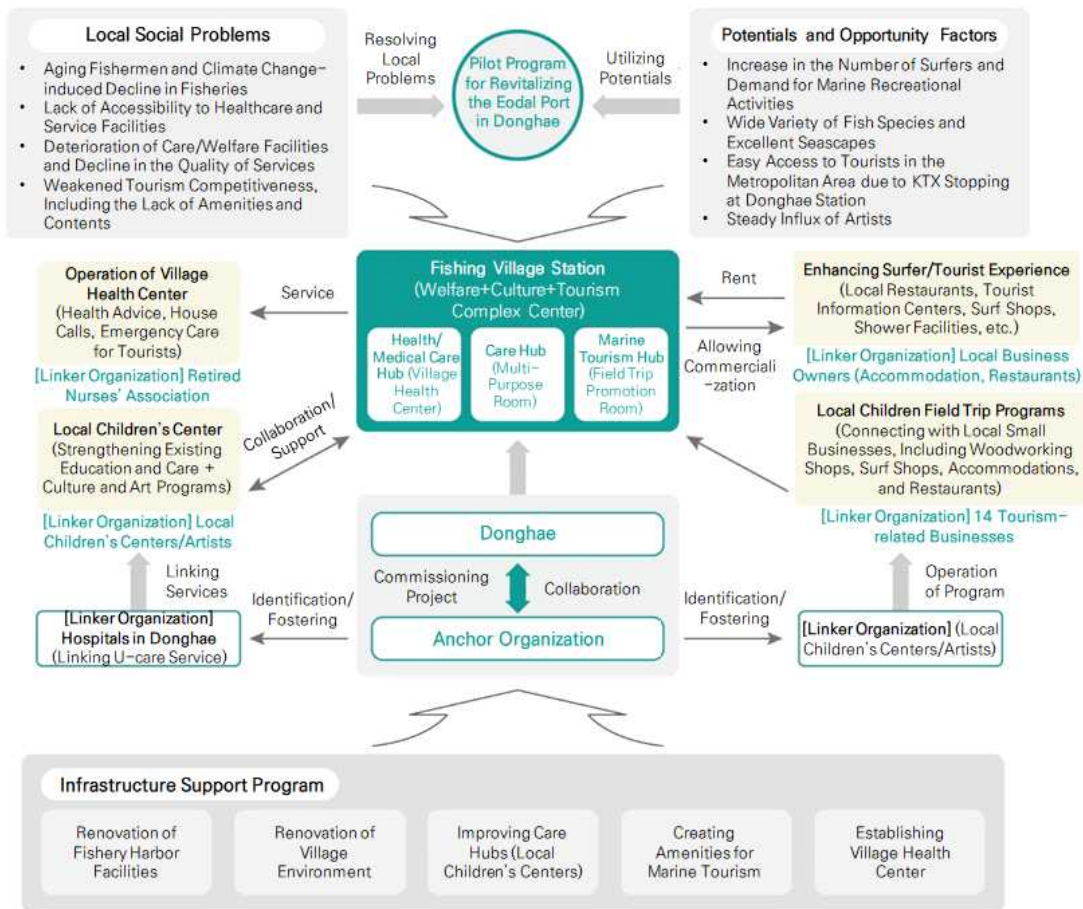 Local Social Problems
• Aging Fishermen and Climate Change-
induced Decline in Fisheries
• Lack of Accessibility to Healthcare and
Service Facilities
• Deterioration of Care/Welfare Facilities
and Decline in the Quality of Services
• Weakened Tourism Competitiveness,
Including the Lack of Amenities and
Contents
Resolving
Local
Problems
Pilot Program
for Revitalizing
the Eodal Port
in Donghae
Utilizing
Potentials
Potentials and Opportunity Factors
• Increase in the Number of Surfers and
Demand for Marine Recreational
Activities
• Wide Variety of Fish Species and
Excellent Seascapes
• Easy Access to Tourists in the
Metropolitan Area due to KTX Stopping
at Donghae Station
• Steady Influx of Artists
Operation of Village
Health Center
(Health Advice, House
Calls, Emergency Care
for Tourists)
[Linker Organization] Retired
Nurses' Association
Service
Fishing Village Station
(Welfare+Culture+Tourism
Complex Center)
Health/
Medical Care
Hub (Village
Health
Center)
Care Hub
(Multi-
Purpose
Room)
Marine
Tourism Hub
(Field Trip
Promotion
Room)
Rent
Allowing
Commerciali
-zation
Enhancing Surfer/Tourist Experience
(Local Restaurants, Tourist
Information Centers, Surf Shops,
Shower Facilities, etc.)
[Linker Organization] Local Business
Owners (Accommodation, Restaurants)
Local Children's Center
(Strengthening Existing
Education and Care +
Culture and Art Programs)
[Linker Organization] Local
Children's Centers/Artists
Collaboration/
Support
Local Children Field Trip Programs
(Connecting with Local Small
Businesses, Including Woodworking
Shops, Surf Shops, Accommodations,
and Restaurants)
[Linker Organization] 14 Tourism-
related Businesses
Linking
Services
[Linker Organization]
Hospitals in Donghae
(Linking U-care Service)
Identification/
Fostering
Donghae
Commissioning
Project
Collaboration
Anchor Organization
Identification/
Fostering
Operation
of Program
[Linker Organization] (Local
Children's Centers/Artists)
Infrastructure Support Program
Renovation of
Fishery Harbor
Facilities
Renovation of
Village
Environment
Improving Care
Hubs (Local
Children's Centers)
Creating
Amenities for
Marine Tourism
Establishing
Village Health
Center